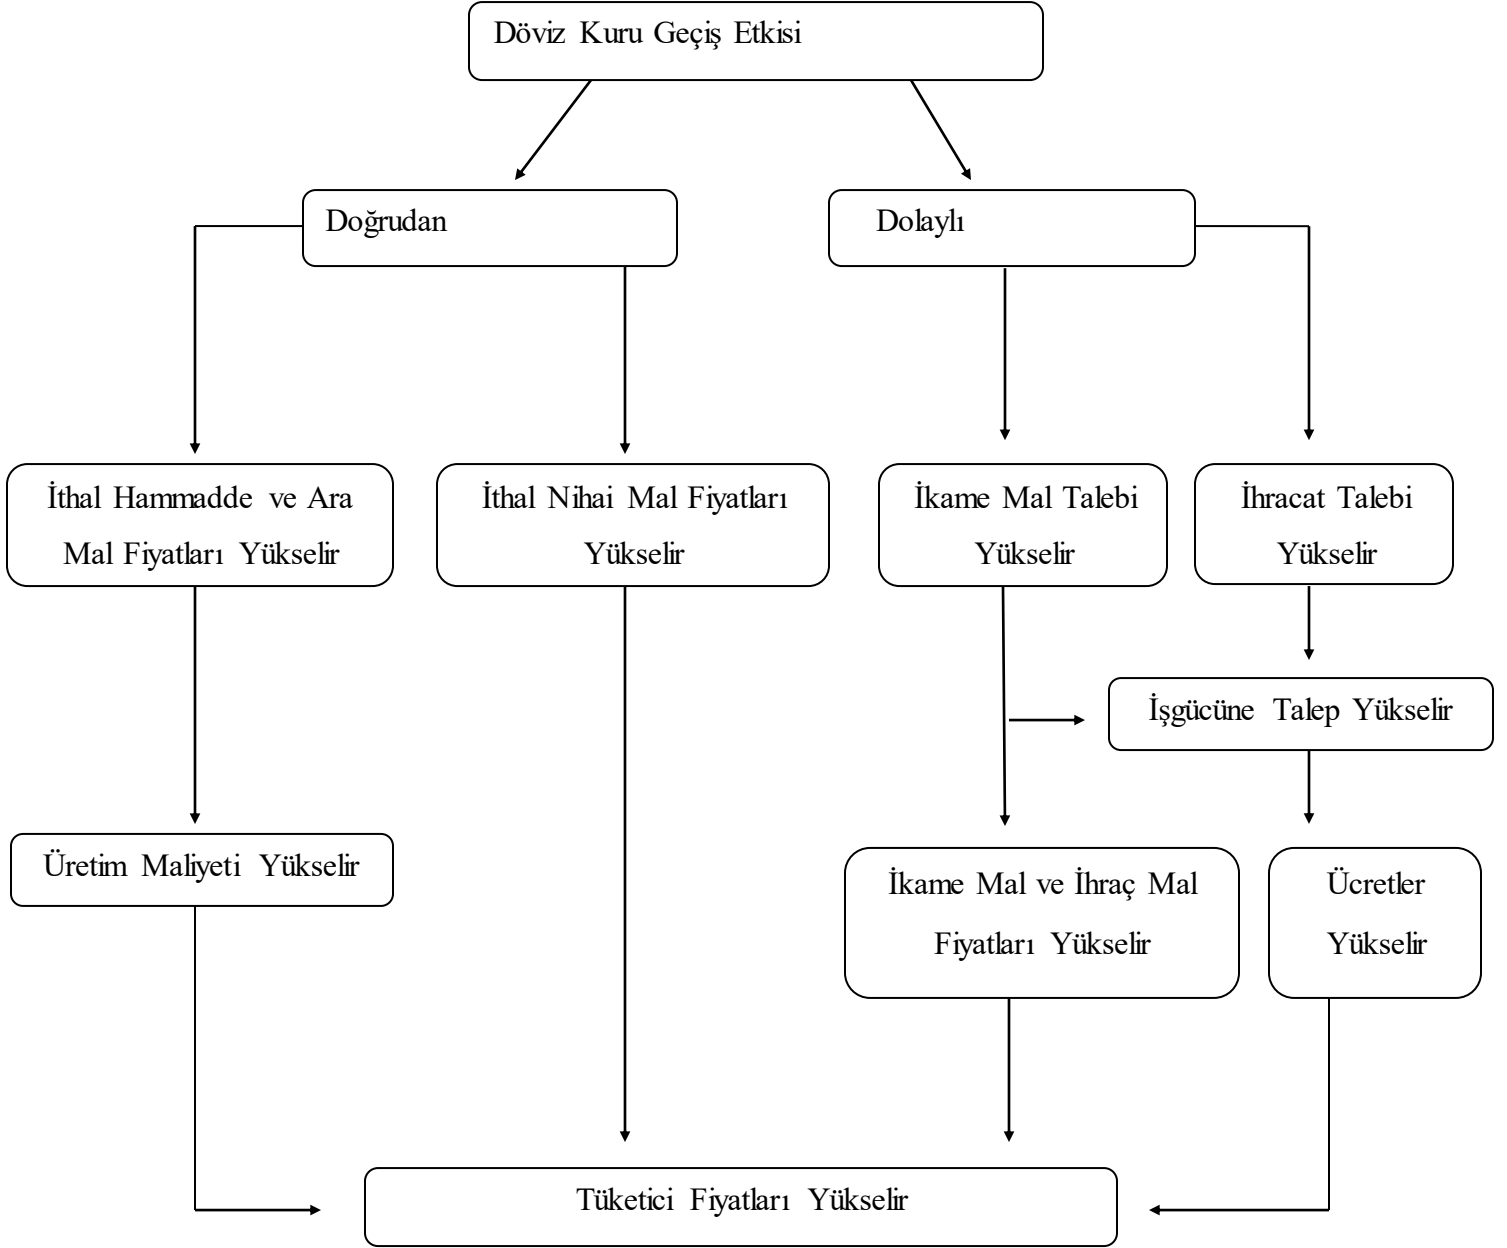 Döviz Kuru Geçiş Etkisi
Doğrudan
Dolaylı
İthal Hammadde ve Ara
Mal Fiyatları Yükselir
İthal Nihai Mal Fiyatları
Yükselir
İkame Mal Talebi
Yükselir
İhracat Talebi
Yükselir
İşgücüne Talep Yükselir
Üretim Maliyeti Yükselir
İkame Mal ve İhraç Mal
Fiyatları Yükselir
Ücretler
Yükselir
Tüketici Fiyatları Yükselir